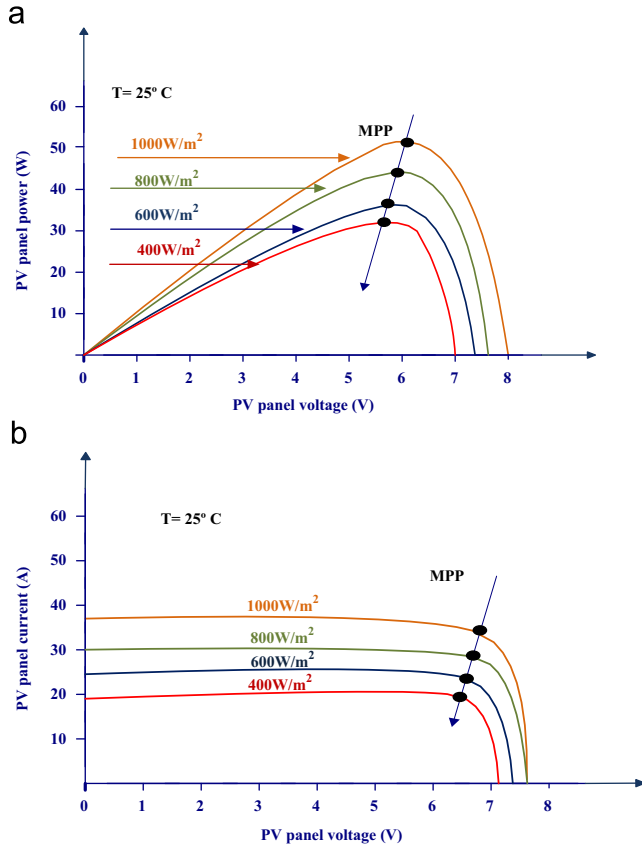 a
T= 25º C
60
50
40
30
20
10
PV panel power (W)
MPP
1000W/m²
800W/m²
600W/m²
400W/m²
0 1 2 3 4 5 6 7 8
PV panel voltage (V)
b
T= 25º C
60
50
40
30
20
10
PV panel current (A)
MPP
1000W/m²
800W/m²
600W/m²
400W/m²
0 1 2 3 4 5 6 7 8
PV panel voltage (V)